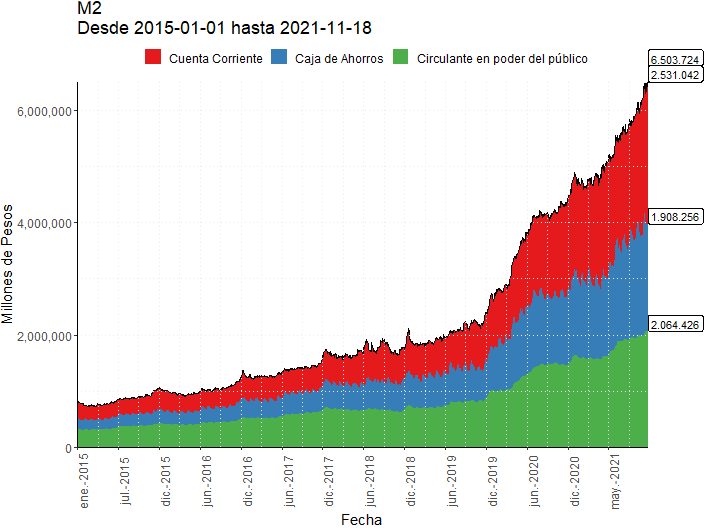 M2
Desde 2015-01-01 hasta 2021-11-18
Cuenta Corriente Caja de Ahorros Circulante en poder del público
6.503.724
2.531.042
1.908.256
2.064.426
6,000,000
4,000,000
2,000,000
0
Millones de Pesos
ene.-2015
jul.-2015
dic.-2015
jun.-2016
dic.-2016
jun.-2017
dic.-2017
jun.-2018
dic.-2018
jun.-2019
dic.-2019
jun.-2020
dic.-2020
may.-2021
Fecha